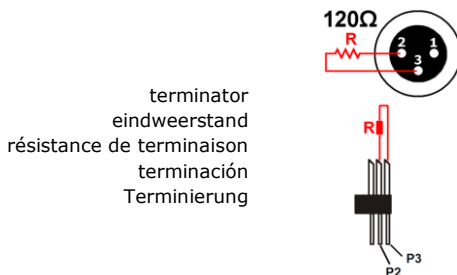 120Ω
R
2 1
3
terminator
eindweerstand
résistance de terminaison
terminación
Terminierung
R
P3
P2